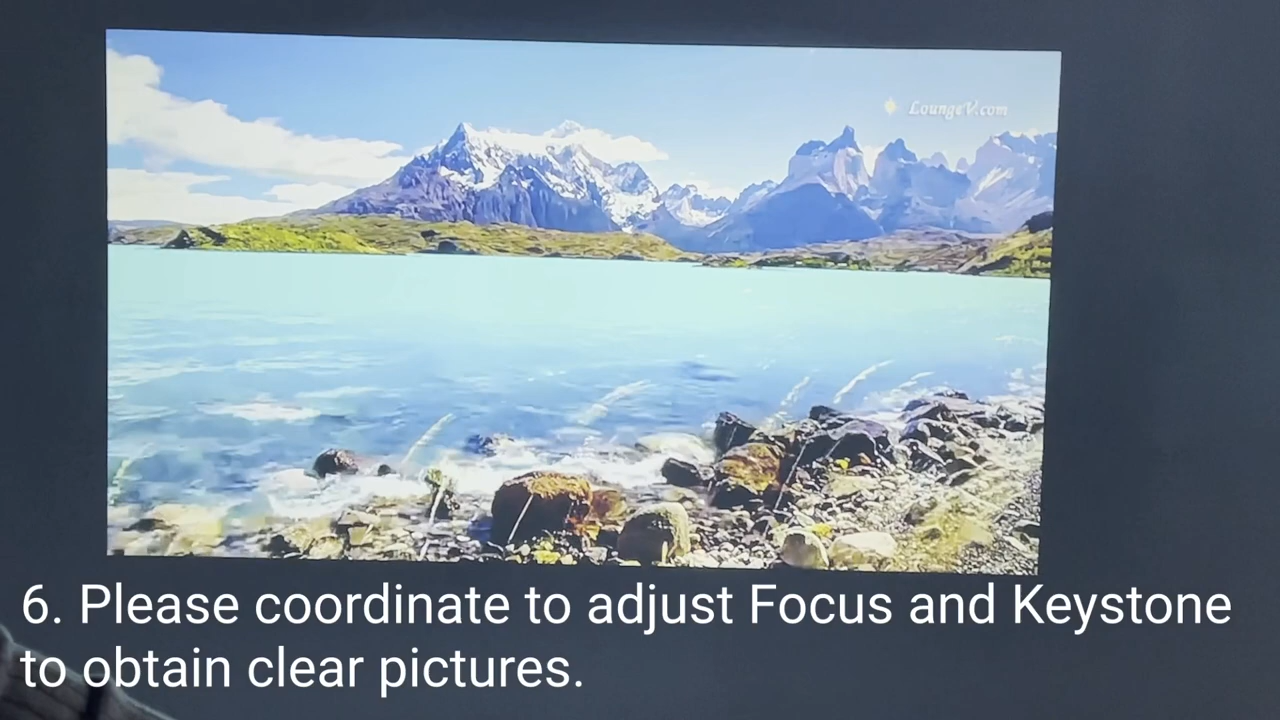 LoungeV.com
6. Please coordinate to adjust Focus and Keystone
to obtain clear pictures.